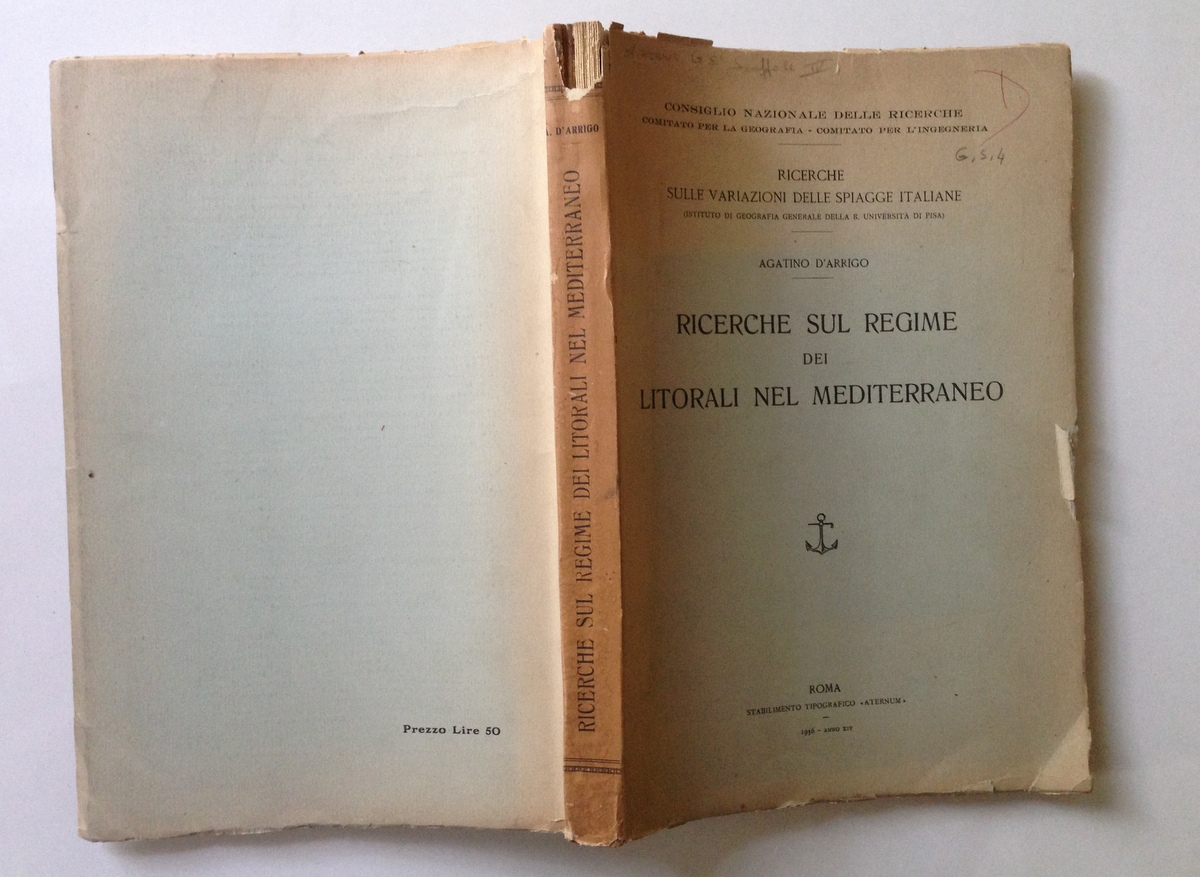 Prezzo Lire 50
A. D'ARRIGO
RICERCHE SUL REGIME DEI LITORALI NEL MEDITERRANEO
CONSIGLIO NAZIONALE DELLE RICERCHE
COMITATO PER LA GEOGRAFIA - COMITATO PER L'INGEGNERIA
G.S.4
RICERCHE
SULLE VARIAZIONI DELLE SPIAGGE ITALIANE
(ISTITUTO DI GEOGRAFIA GENERALE DELLA R. UNIVERSITÀ DI PISA)
AGATINO D'ARRIGO
RICERCHE SUL REGIME
DEI
LITORALI NEL MEDITERRANEO
ROMA
STABILIMENTO TIPOGRAFICO «ATERNUM»
1936 - ANNO XIV